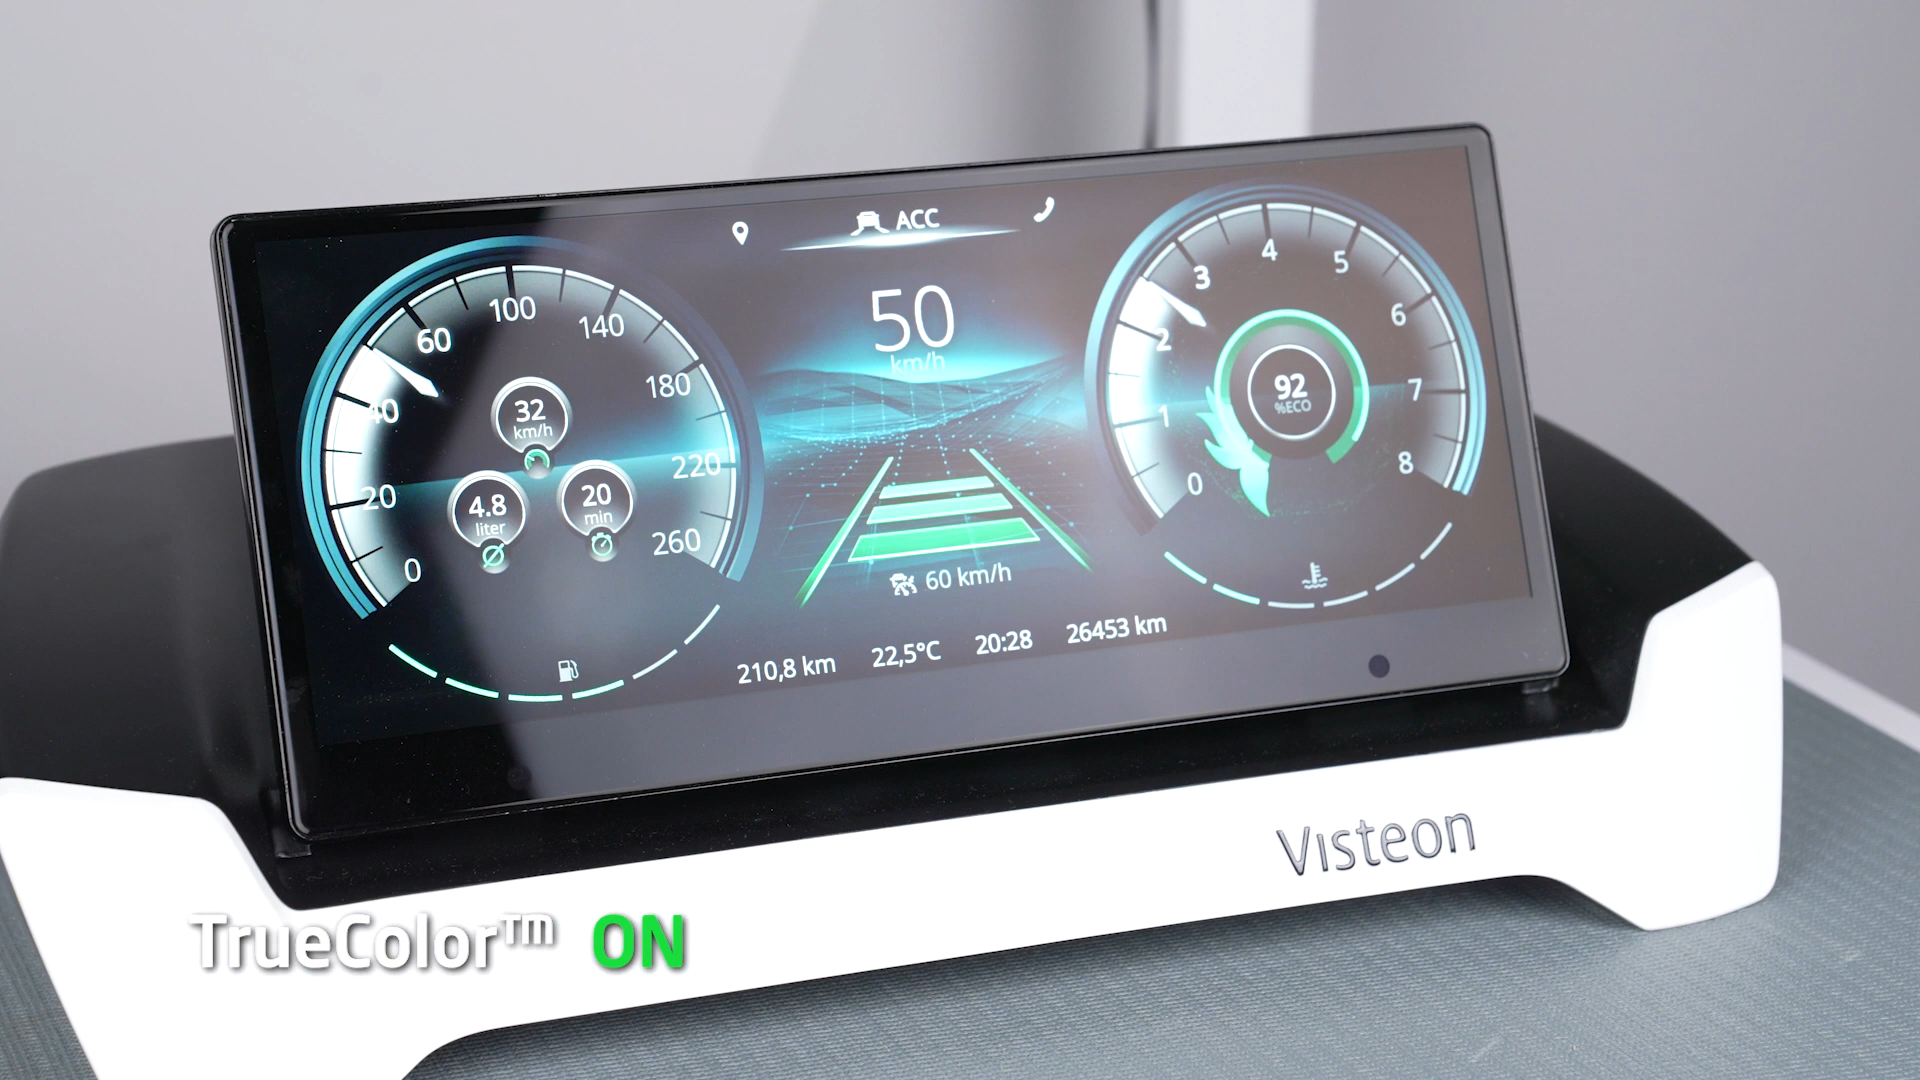 ACC
50
km/h
0
20
40
60
100
140
180
220
260
32
km/h
4.8
liter
20
min
60 km/h
0
1
2
3
4
5
6
7
8
92
%ECO
210,8 km 22,5°C 20:28 26453 km
Visteon
TrueColor™ ON